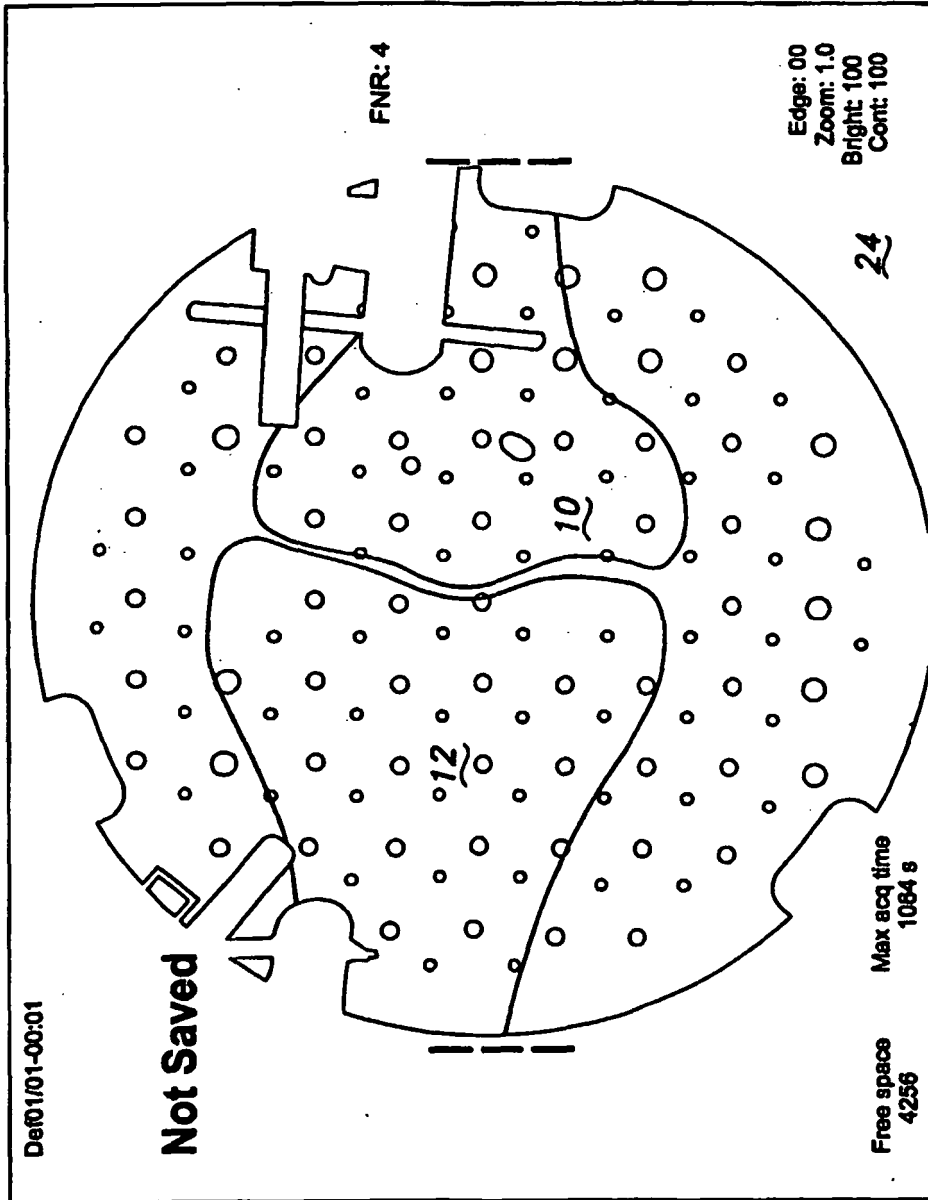 Def01/01-00:01
Not Saved
FNR: 4
12
10
24
Free space
4256
Max acq time
1084 s
Edge: 00
Zoom: 1.0
Bright: 100
Cont: 100